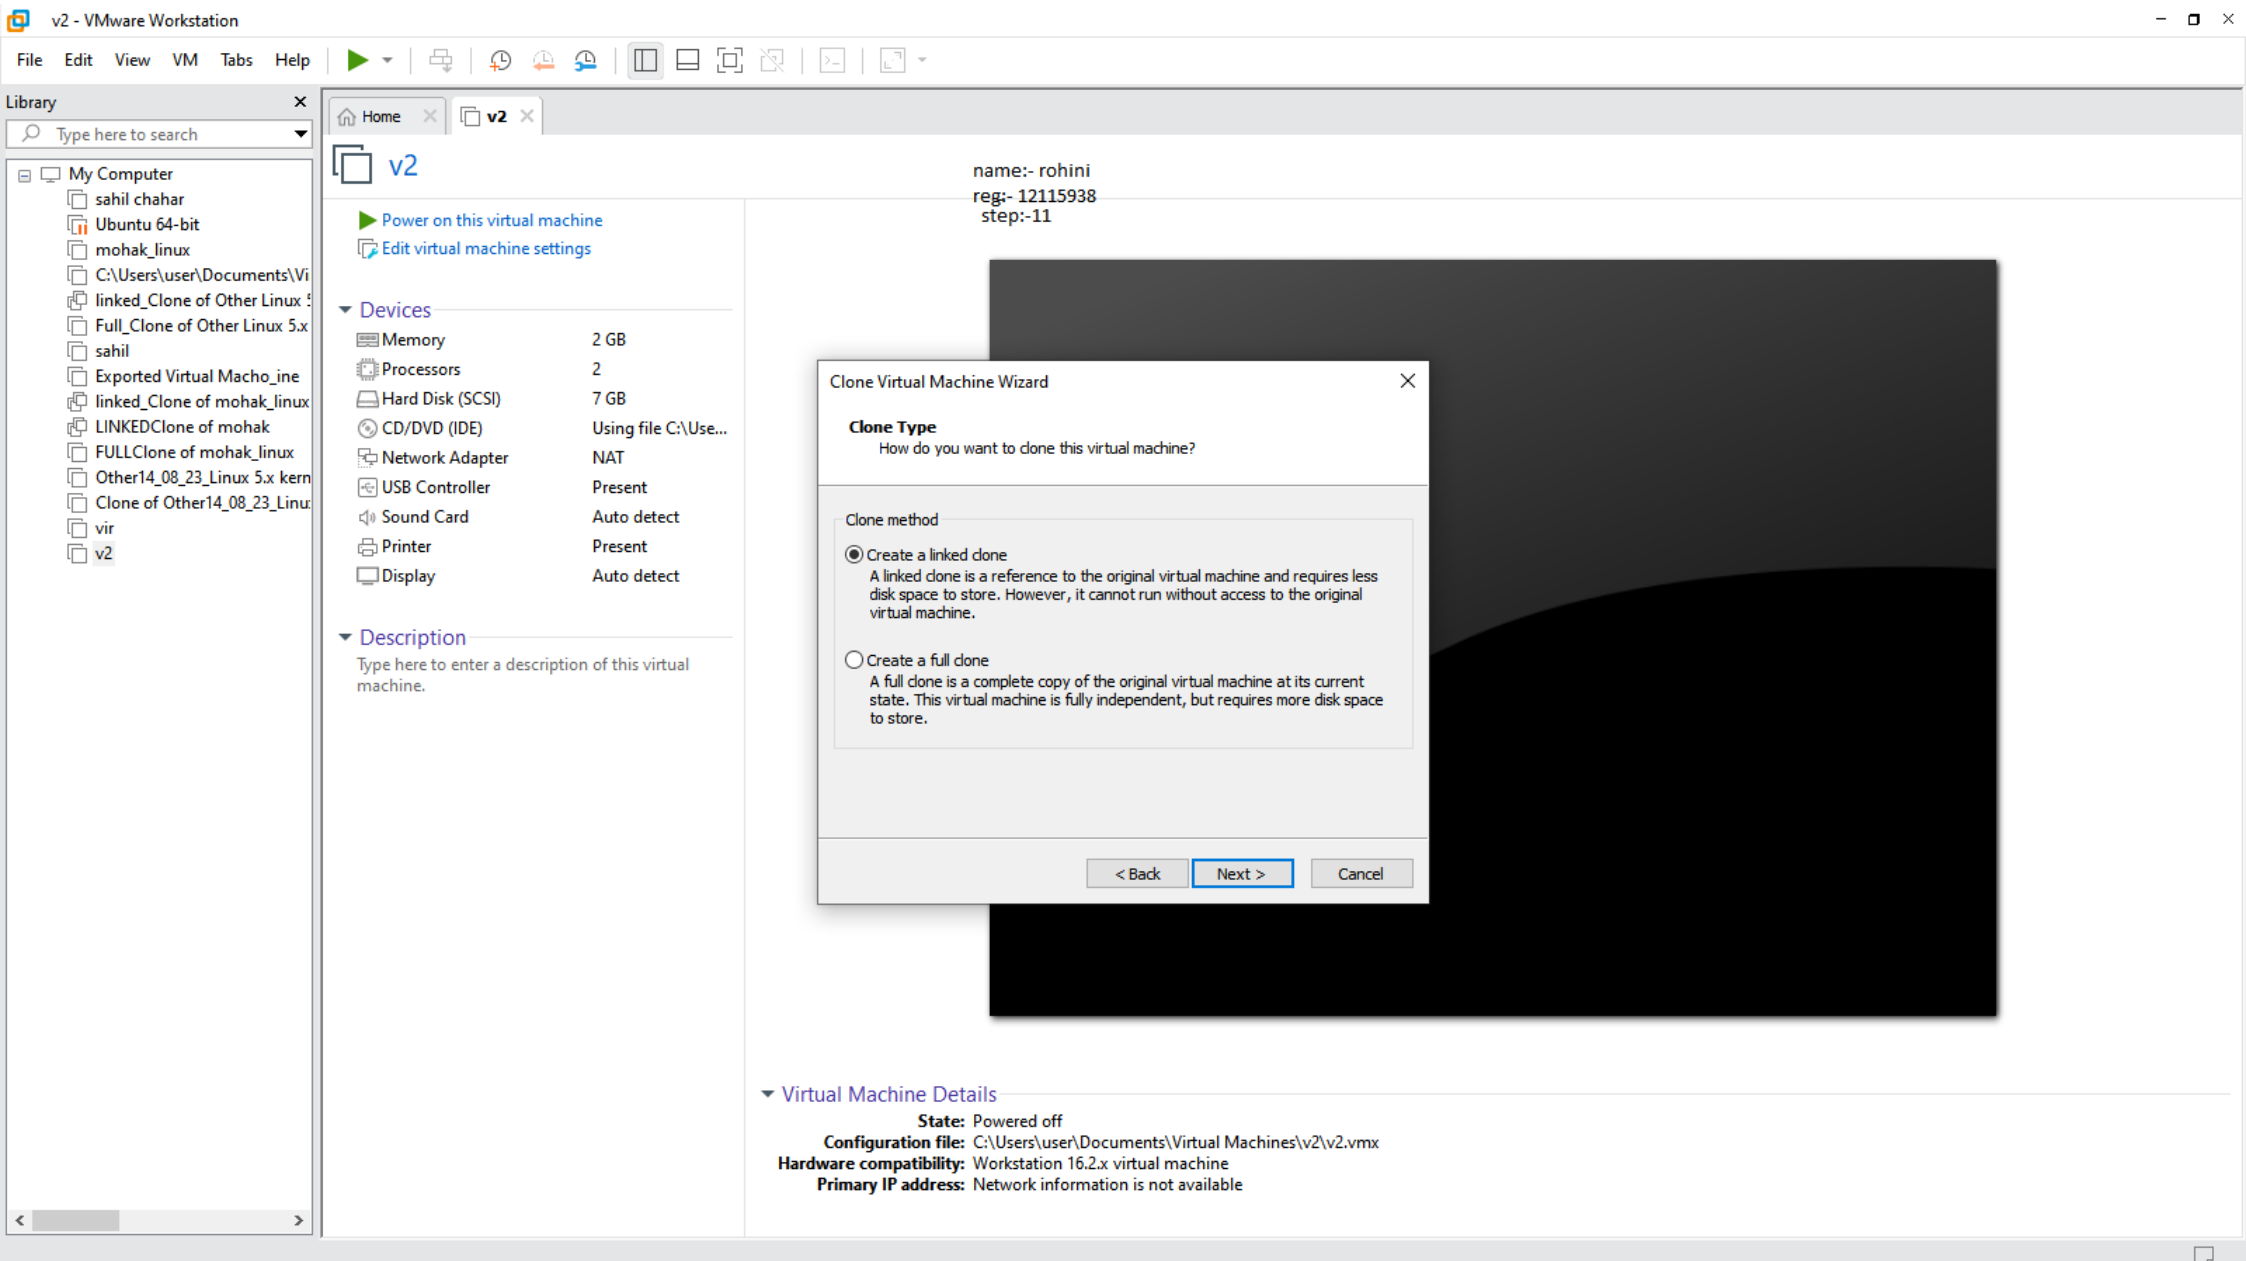 v2 - VMware Workstation
File Edit View VM Tabs Help
Library
Type here to search
My Computer
sahil chahar
Ubuntu 64-bit
mohak_linux
C:\Users\user\Documents\Vi
linked_Clone of Other Linux 5
Full_Clone of Other Linux 5.x
sahil
Exported Virtual Macho_ine
linked_Clone of mohak_linux
LINKEDClone of mohak
FULLClone of mohak_linux
Other14_08_23_Linux 5.x kern
Clone of Other14_08_23_Linu
vir
v2
Home
v2
v2
name:- rohini
reg:- 12115938
step:-11
Power on this virtual machine
Edit virtual machine settings
Devices
Memory 2 GB
Processors 2
Hard Disk (SCSI) 7 GB
CD/DVD (IDE) Using file C:\Use...
Network Adapter NAT
USB Controller Present
Sound Card Auto detect
Printer Present
Display Auto detect
Description
Type here to enter a description of this virtual
machine.
Clone Virtual Machine Wizard
Clone Type
How do you want to clone this virtual machine?
Clone method
Create a linked clone
A linked clone is a reference to the original virtual machine and requires less
disk space to store. However, it cannot run without access to the original
virtual machine.
Create a full clone
A full clone is a complete copy of the original virtual machine at its current
state. This virtual machine is fully independent, but requires more disk space
to store.
< Back Next > Cancel
Virtual Machine Details
State: Powered off
Configuration file: C:\Users\user\Documents\Virtual Machines\v2\v2.vmx
Hardware compatibility: Workstation 16.2.x virtual machine
Primary IP address: Network information is not available